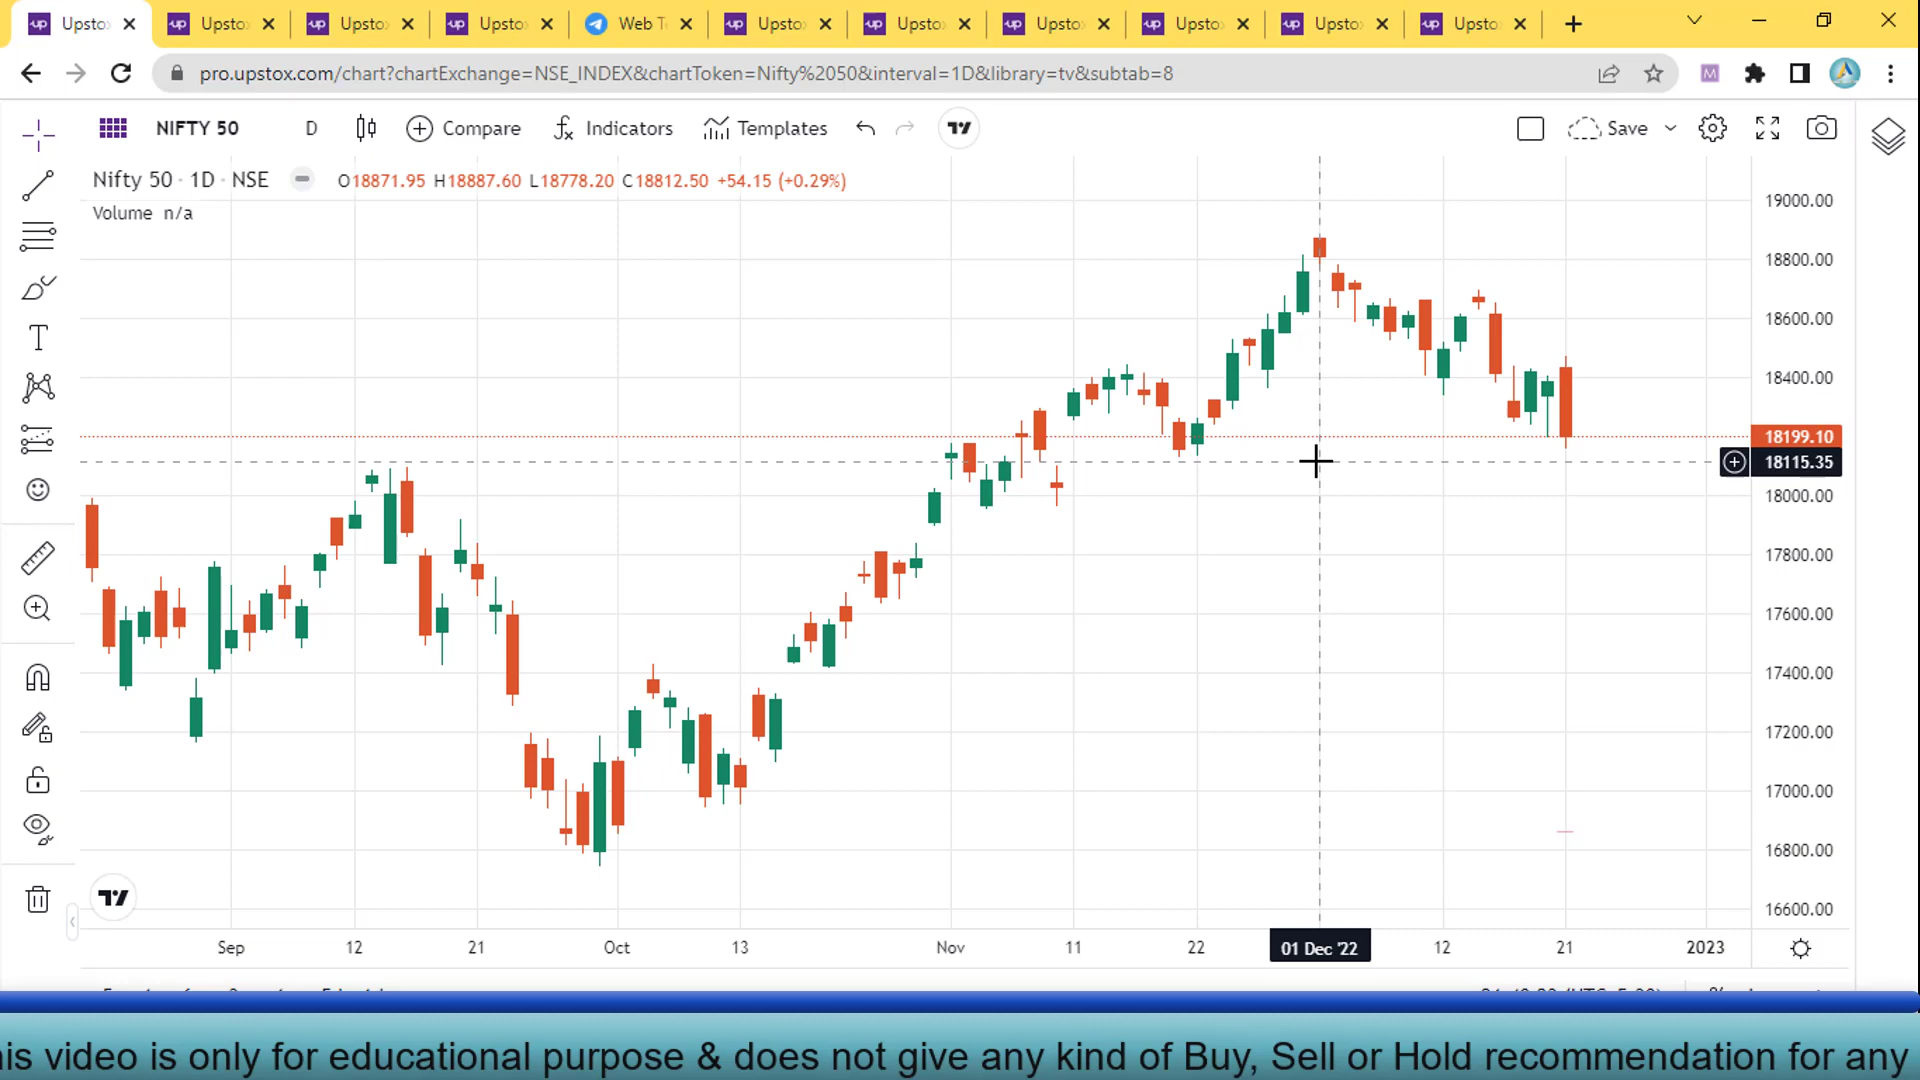 Upsto
Upsto
Upsto
Upsto
Web T
Upsto
Upsto
Upsto
Upsto
Upsto
Upsto
pro.upstox.com/chart?chartExchange=NSE_INDEX&chartToken=Nifty%2050&interval=1D&library=tv&subtab=8
NIFTY 50 D Compare Indicators Templates Save
Nifty 50 · 1D · NSE O18871.95 H18887.60 L18778.20 C18812.50 +54.15 (+0.29%)
Volume n/a
19000.00
18800.00
18600.00
18400.00
18199.10
18115.35
18000.00
17800.00
17600.00
17400.00
17200.00
17000.00
16800.00
16600.00
Sep 12 21 Oct 13 Nov 11 22 01 Dec '22 12 21 2023
his video is only for educational purpose & does not give any kind of Buy, Sell or Hold recommendation for any